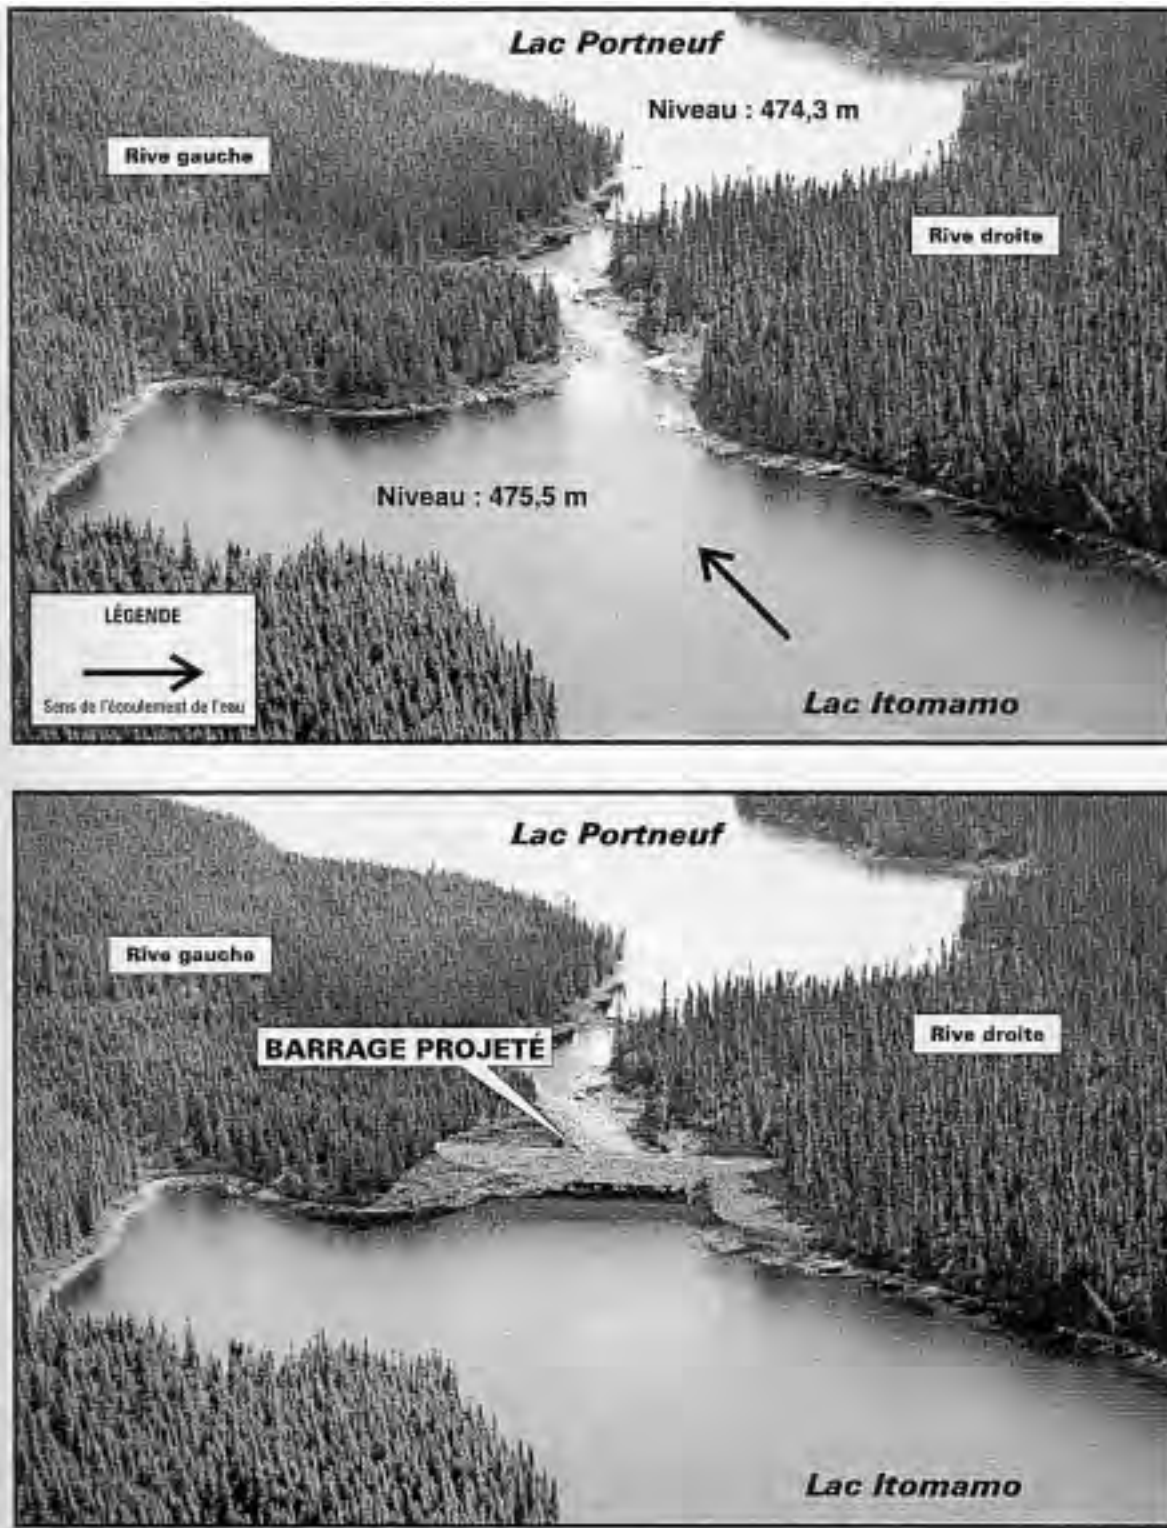 Lac Portneuf
Niveau : 474,3 m
Rive gauche
Rive droite
Niveau : 475,5 m
LÉGENDE
Sens de l'écoulement de l'eau
Lac Itomamo
Lac Portneuf
Rive gauche
Rive droite
BARRAGE PROJETÉ
Lac Itomamo